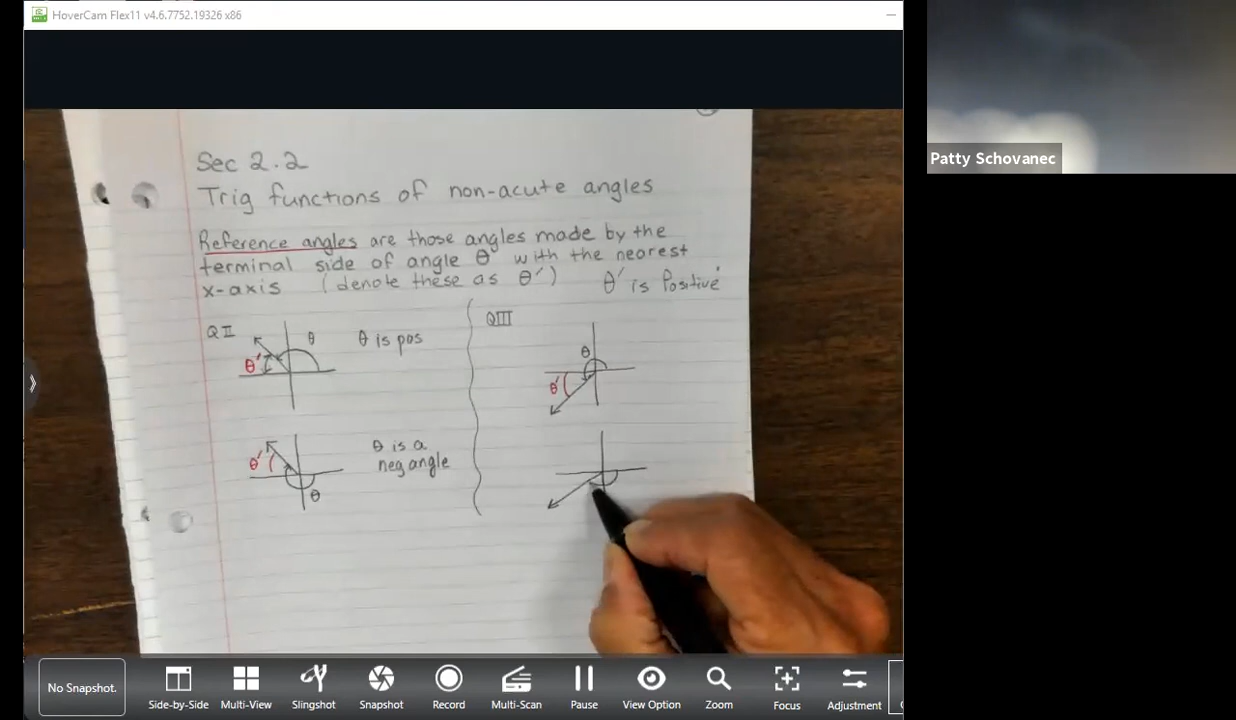 HoverCam Flex11 v4.6.7752.19326 x86
Patty Schovanec
Sec 2.2
Trig functions of non-acute angles
Reference angles are those angles made by the
terminal side of angle θ with the nearest
x-axis (denote these as θ') θ' is Positive
QII
θ
θ is pos
θ'
θ is a
neg angle
θ'
θ
QIII
θ
θ'
No Snapshot.
Side-by-Side
Multi-View
Slingshot
Snapshot
Record
Multi-Scan
Pause
View Option
Zoom
Focus
Adjustment